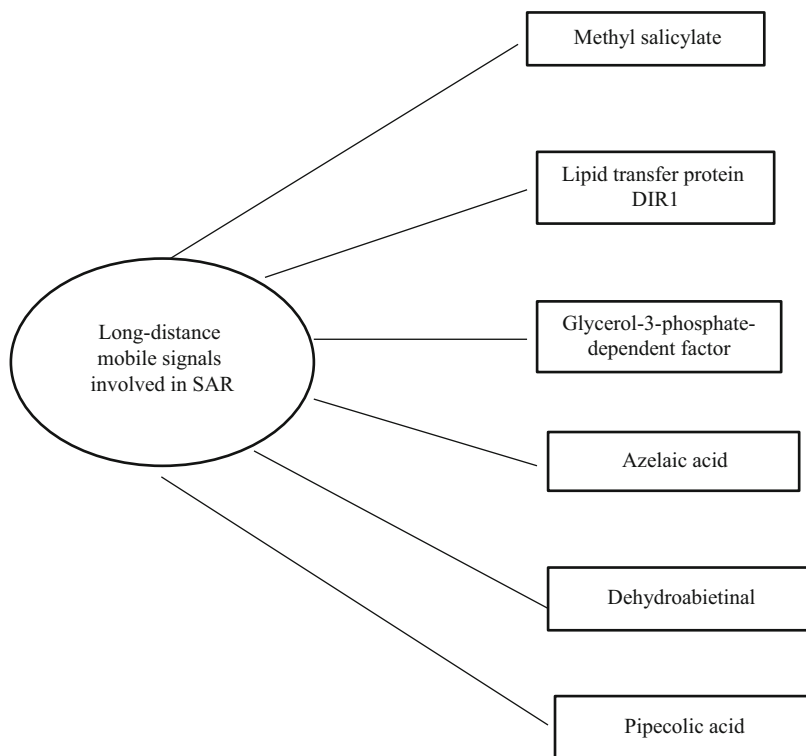 Methyl salicylate
Lipid transfer protein
DIR1
Long-distance
mobile signals
involved in SAR
Glycerol-3-phosphate-
dependent factor
Azelaic acid
Dehydroabietinal
Pipecolic acid